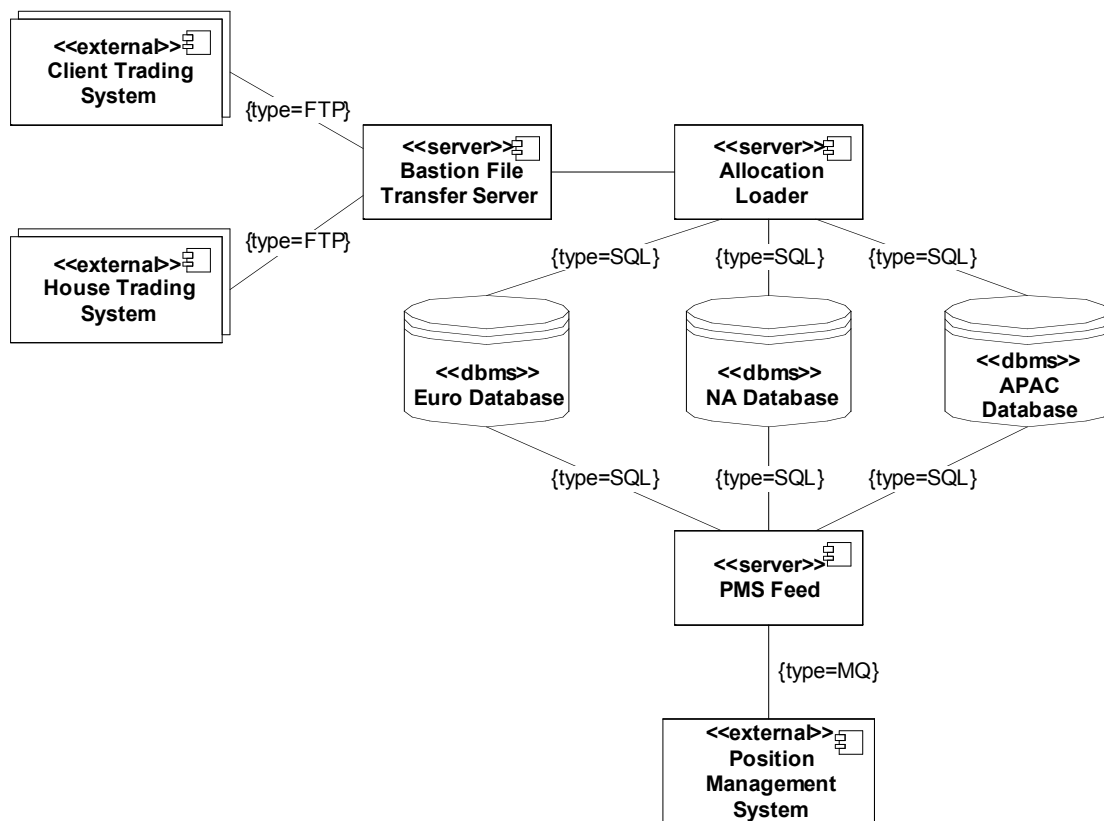 <<external>>
Client Trading
System
{type=FTP}
<<server>>
Bastion File
Transfer Server
<<server>>
Allocation
Loader
{type=FTP}
<<external>>
House Trading
System
{type=SQL}
{type=SQL}
{type=SQL}
<<dbms>>
Euro Database
<<dbms>>
NA Database
<<dbms>>
APAC
Database
{type=SQL}
{type=SQL}
{type=SQL}
<<server>>
PMS Feed
{type=MQ}
<<external>>
Position
Management
System